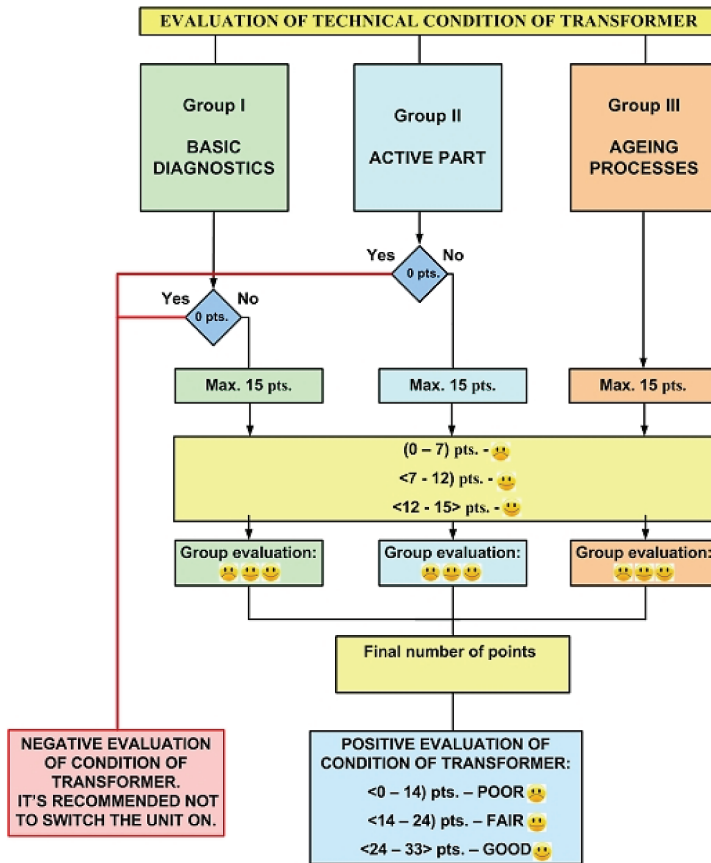 EVALUATION OF TECHNICAL CONDITION OF TRANSFORMER
Group I
BASIC
DIAGNOSTICS
Group II
ACTIVE PART
Group III
AGEING
PROCESSES
Yes
No
0 pts.
Yes
No
0 pts.
Max. 15 pts.
Max. 15 pts.
Max. 15 pts.
(0 – 7) pts. -
<7 - 12) pts. -
<12 - 15> pts. -
Group evaluation:
Group evaluation:
Group evaluation:
Final number of points
NEGATIVE EVALUATION
OF CONDITION OF
TRANSFORMER.
IT'S RECOMMENDED NOT
TO SWITCH THE UNIT ON.
POSITIVE EVALUATION OF
CONDITION OF TRANSFORMER:
<0 – 14) pts. – POOR
<14 – 24) pts. – FAIR
<24 – 33> pts. – GOOD